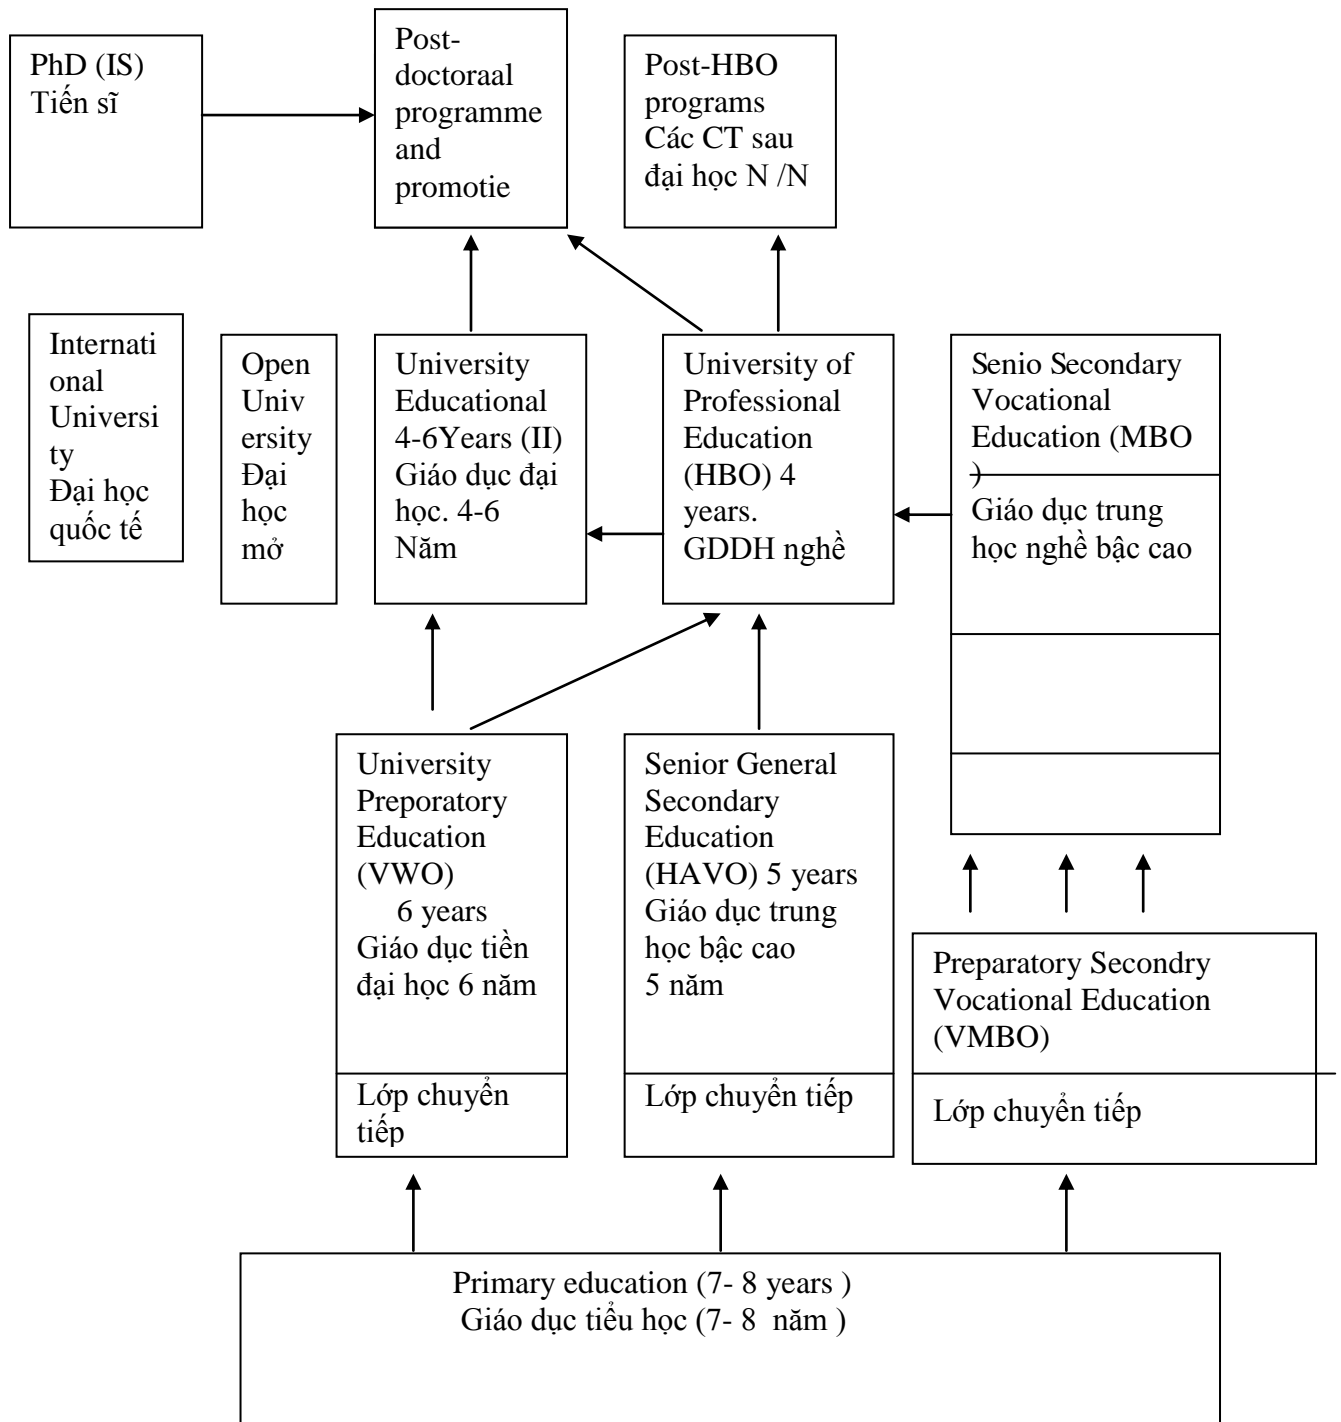 PhD (IS)
Tiến sĩ
Post-
doctoraal
programme
and
promotie
Post-HBO
programs
Các CT sau
đại học N /N
Internati
onal
Universi
ty
Đại học
quốc tế
Open
Univ
ersity
Đại
học
mở
University
Educational
4-6Years (II)
Giáo dục đại
học. 4-6
Năm
University of
Professional
Education
(HBO) 4
years.
GDDH nghề
Senio Secondary
Vocational
Education (MBO
)
Giáo dục trung
học nghề bậc cao
University
Preporatory
Education
(VWO)
6 years
Giáo dục tiền
đại học 6 năm
Lớp chuyển
tiếp
Senior General
Secondary
Education
(HAVO) 5 years
Giáo dục trung
học bậc cao
5 năm
Lớp chuyển tiếp
Preparatory Secondry
Vocational Education
(VMBO)
Lớp chuyển tiếp
Primary education (7- 8 years )
Giáo dục tiểu học (7- 8 năm )